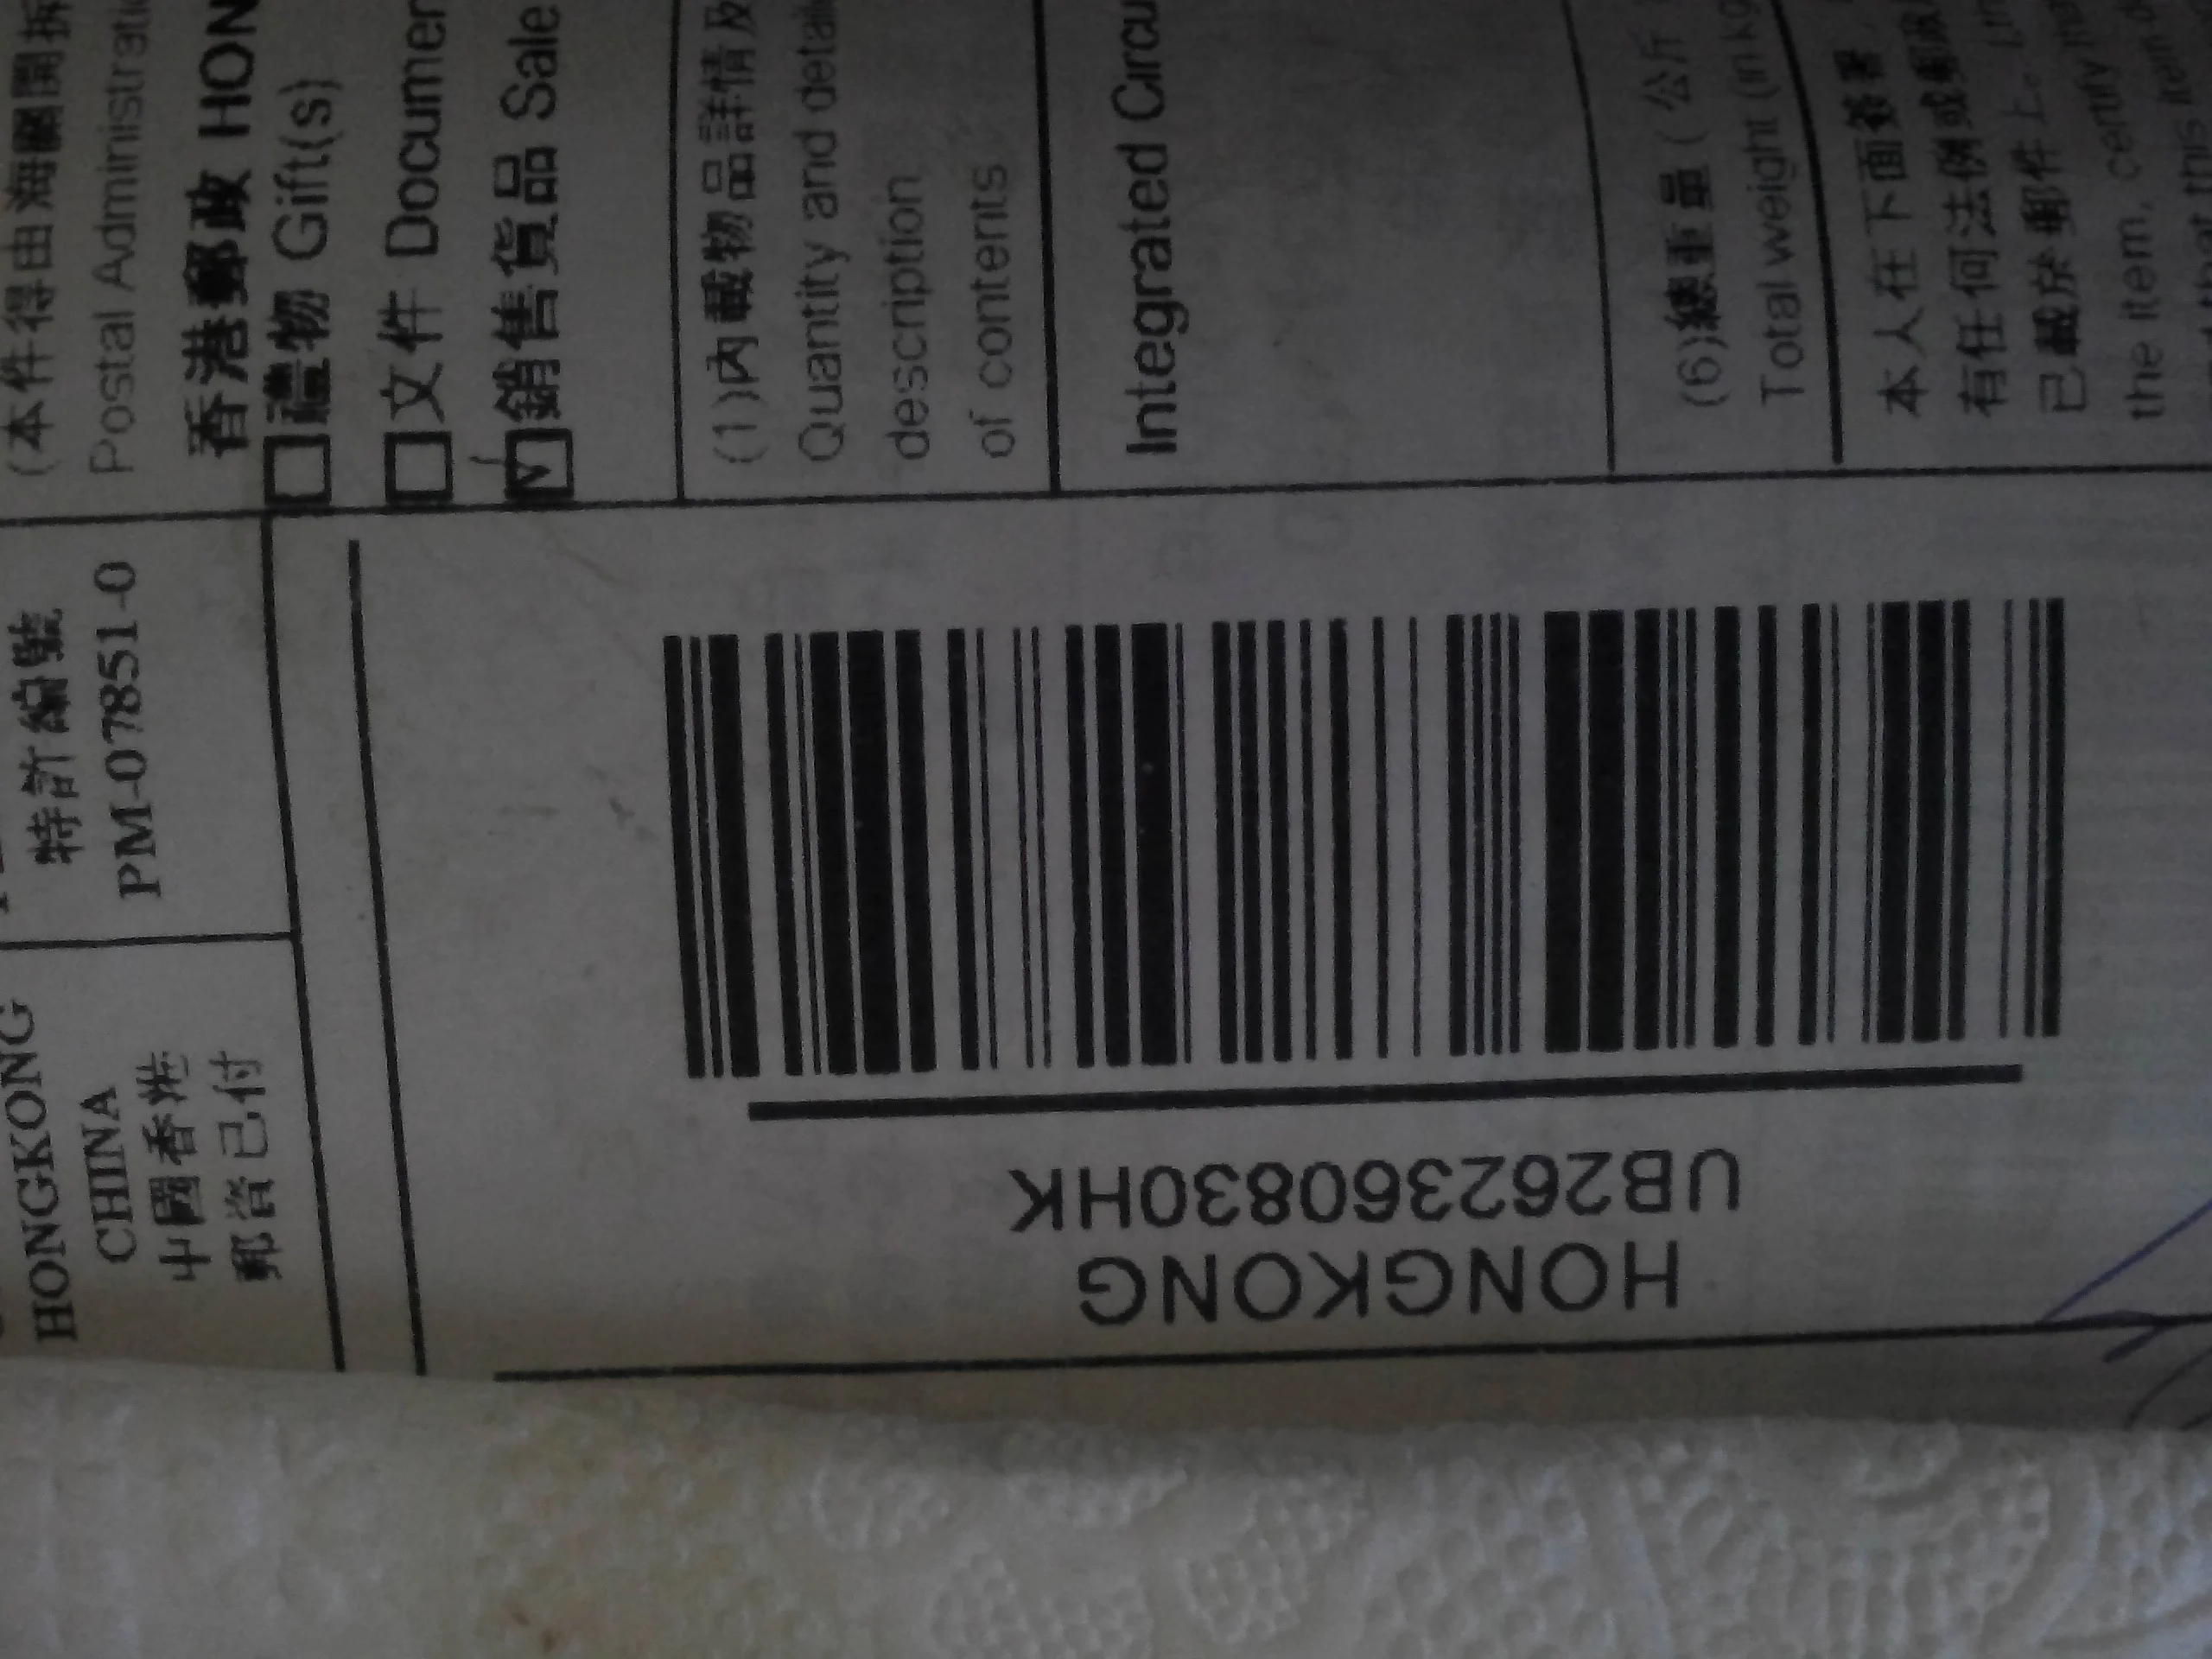 (本件得由海關開拆
Postal Administrati
香港郵政 HON
禮物 Gift(s)
文件 Documen
銷售貨品 Sale
(1)內載物品詳情及
Quantity and detail
description
of contents
Integrated Circu
(6)總重量(公斤
Total weight (in kg
本人在下面簽署,
有任何法例或郵政
已載於郵件上。
the item, certify
that this item
特許編號
PM-07851-0
HONGKONG
CHINA
中國香港
郵資已付
HONGKONG
UB262360830HK